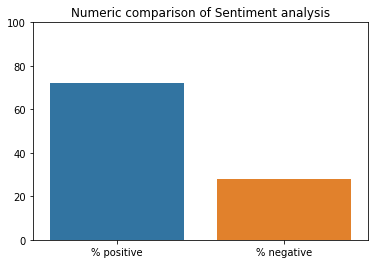 Numeric comparison of Sentiment analysis
100
80
60
40
20
0
% positive
% negative